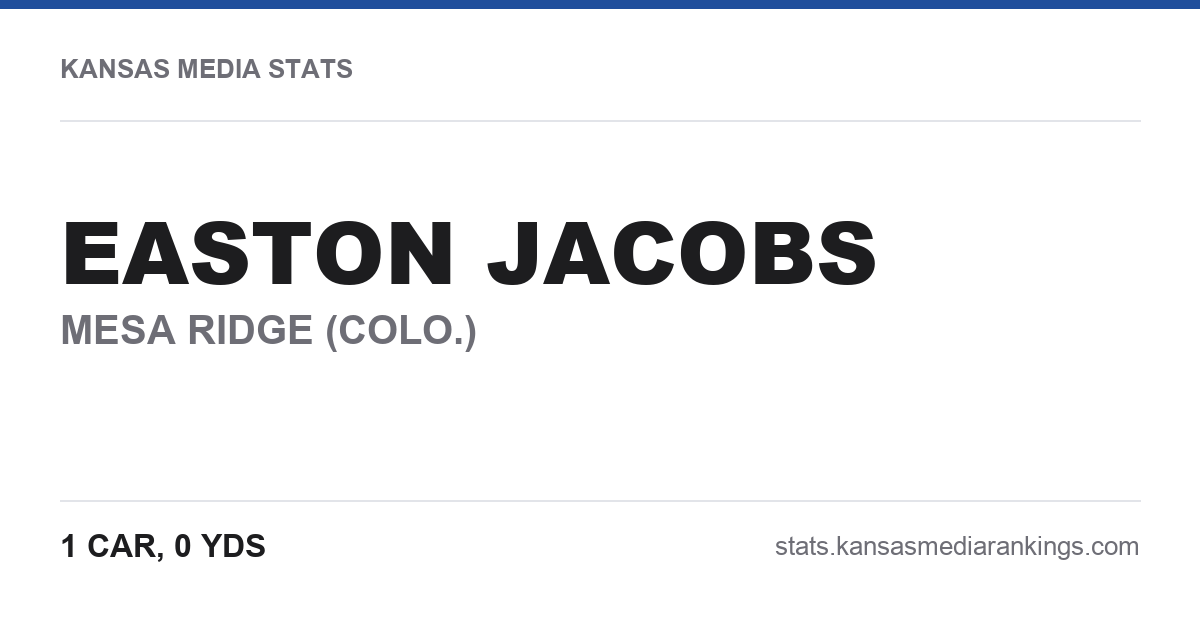 KANSAS MEDIA STATS
EASTON JACOBS
MESA RIDGE (COLO.)
1 CAR, 0 YDS
stats.kansasmediarankings.com